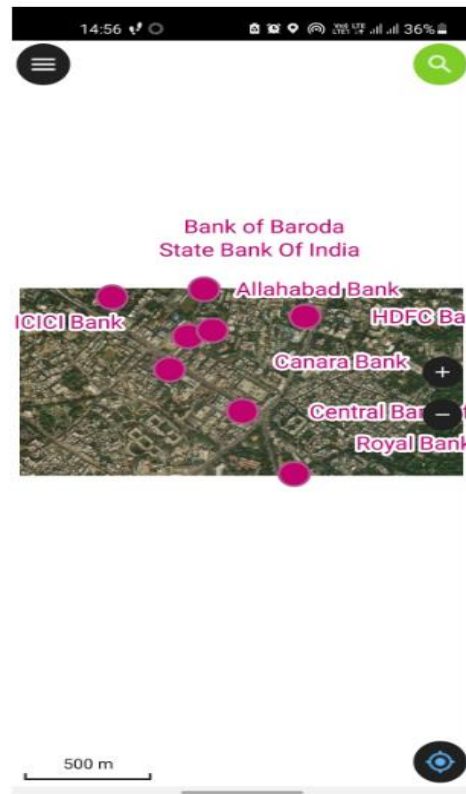 14:56
36%
Bank of Baroda
State Bank Of India
Allahabad Bank
ICICI Bank
HDFC Ba
Canara Bank
Central Ban
Royal Bank
500 m